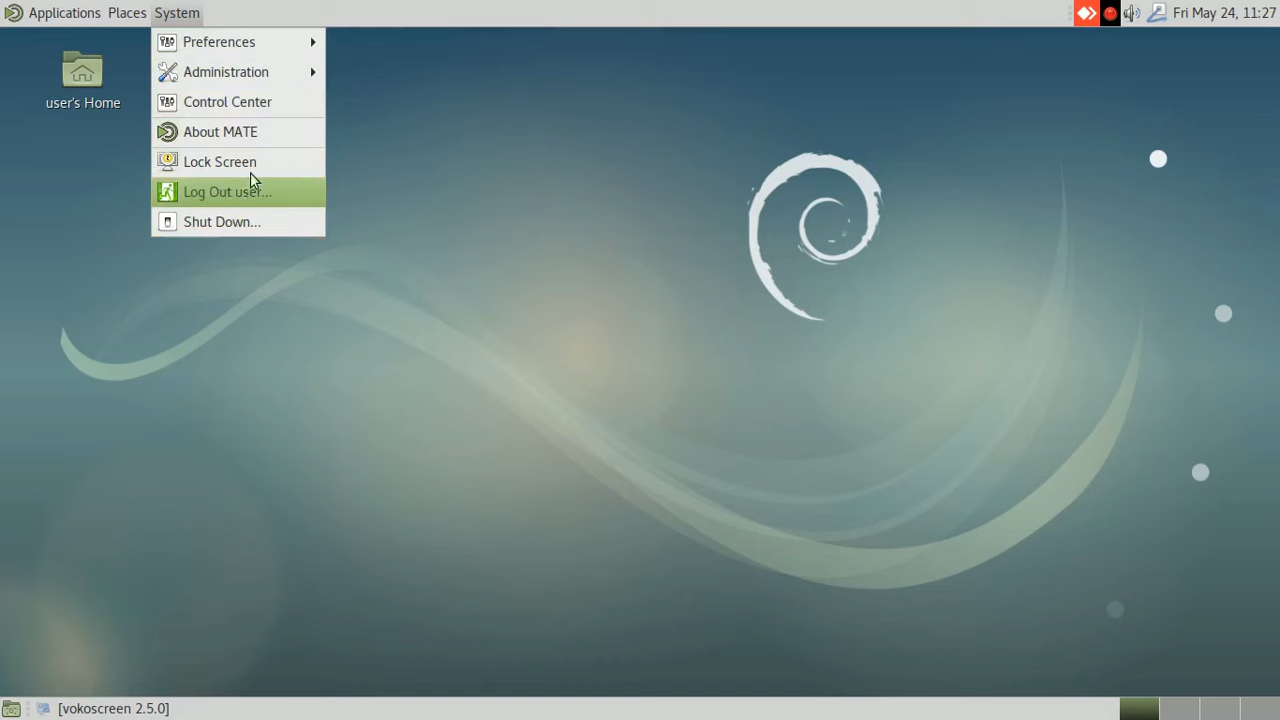 Applications Places System
Fri May 24, 11:27
Preferences
Administration
Control Center
About MATE
Lock Screen
Log Out user...
Shut Down...
user's Home
[vokoscreen 2.5.0]